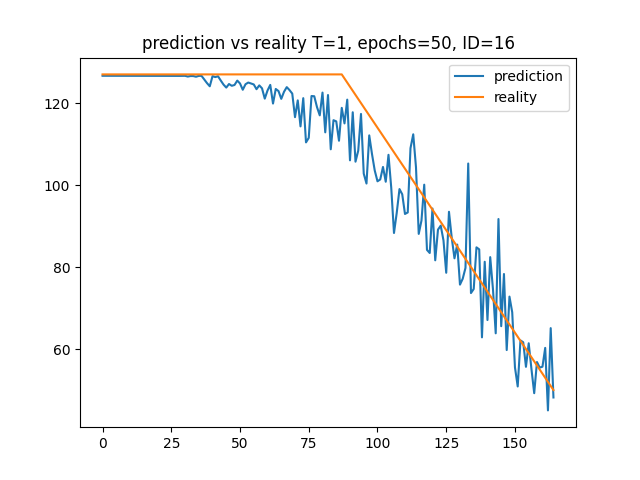 prediction vs reality T=1, epochs=50, ID=16
prediction
reality
120
100
80
60
0 25 50 75 100 125 150